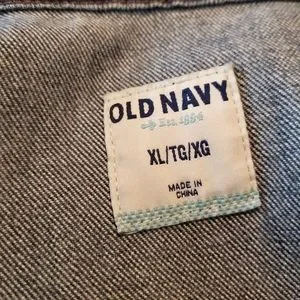 OLD NAVY
Est. 1994
XL/TG/XG
MADE IN
CHINA